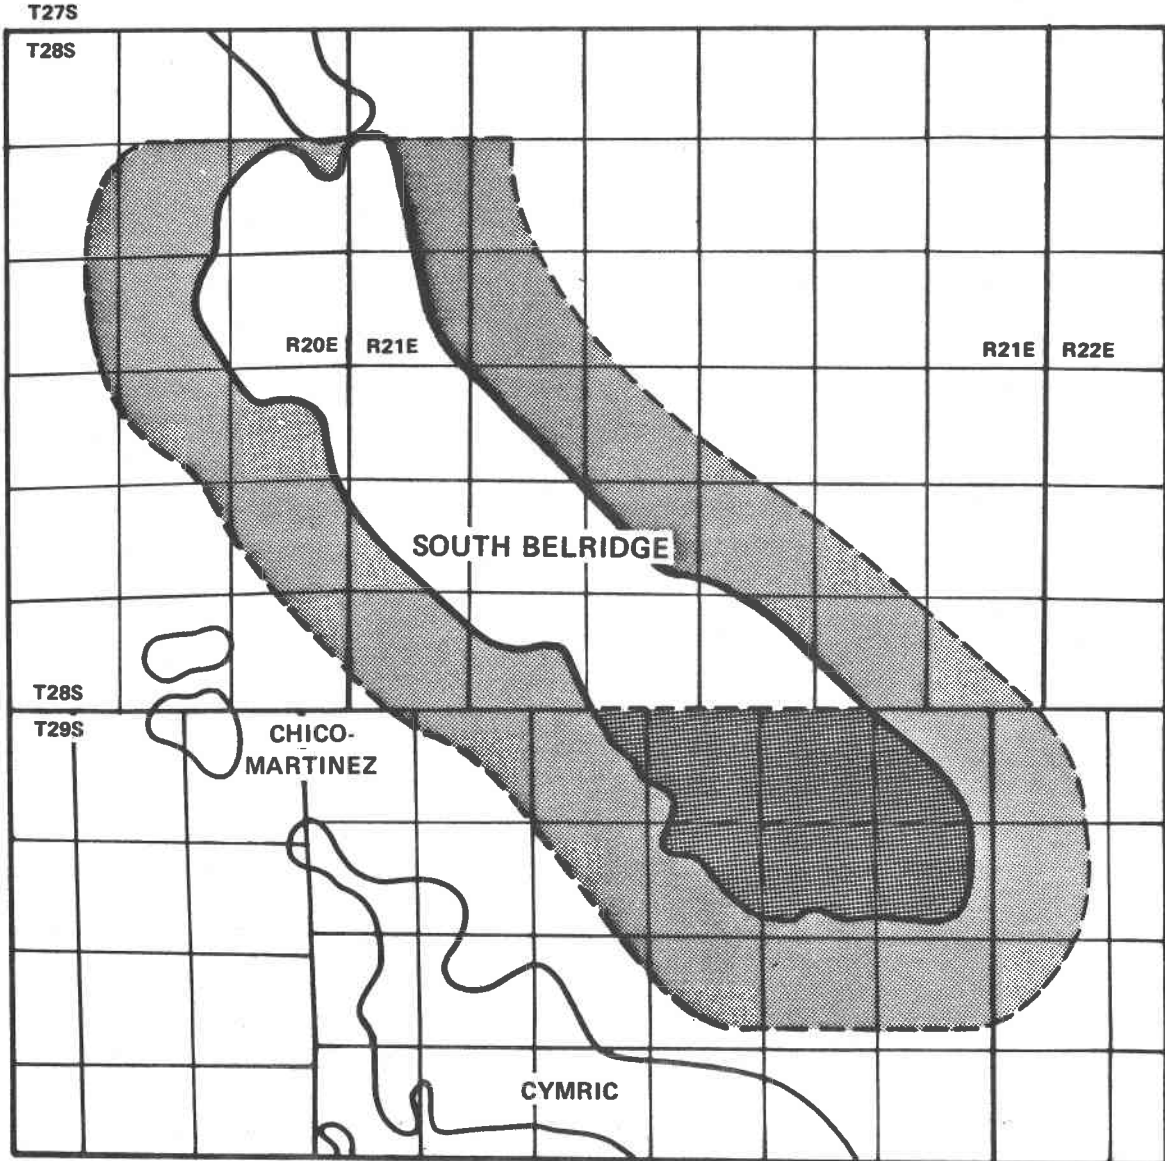 T27S
T28S
R20E R21E
R21E R22E
SOUTH BELRIDGE
T28S
T29S
CHICO-
MARTINEZ
CYMRIC